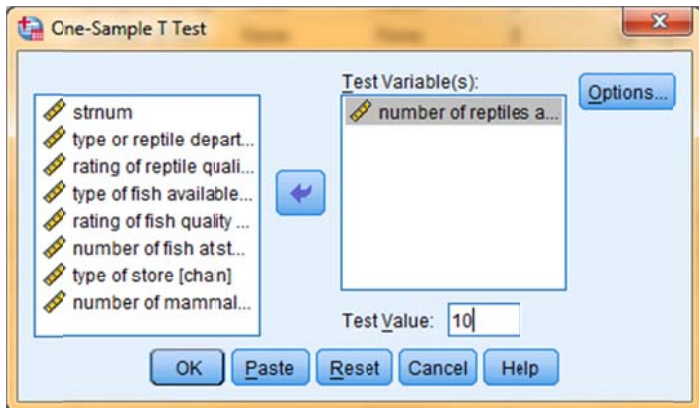 One-Sample T Test
strnum
type or reptile depart...
rating of reptile quali...
type of fish available...
rating of fish quality ...
number of fish atst...
type of store [chan]
number of mammal...
Test Variable(s):
number of reptiles a...
Test Value: 10
Options...
OK Paste Reset Cancel Help